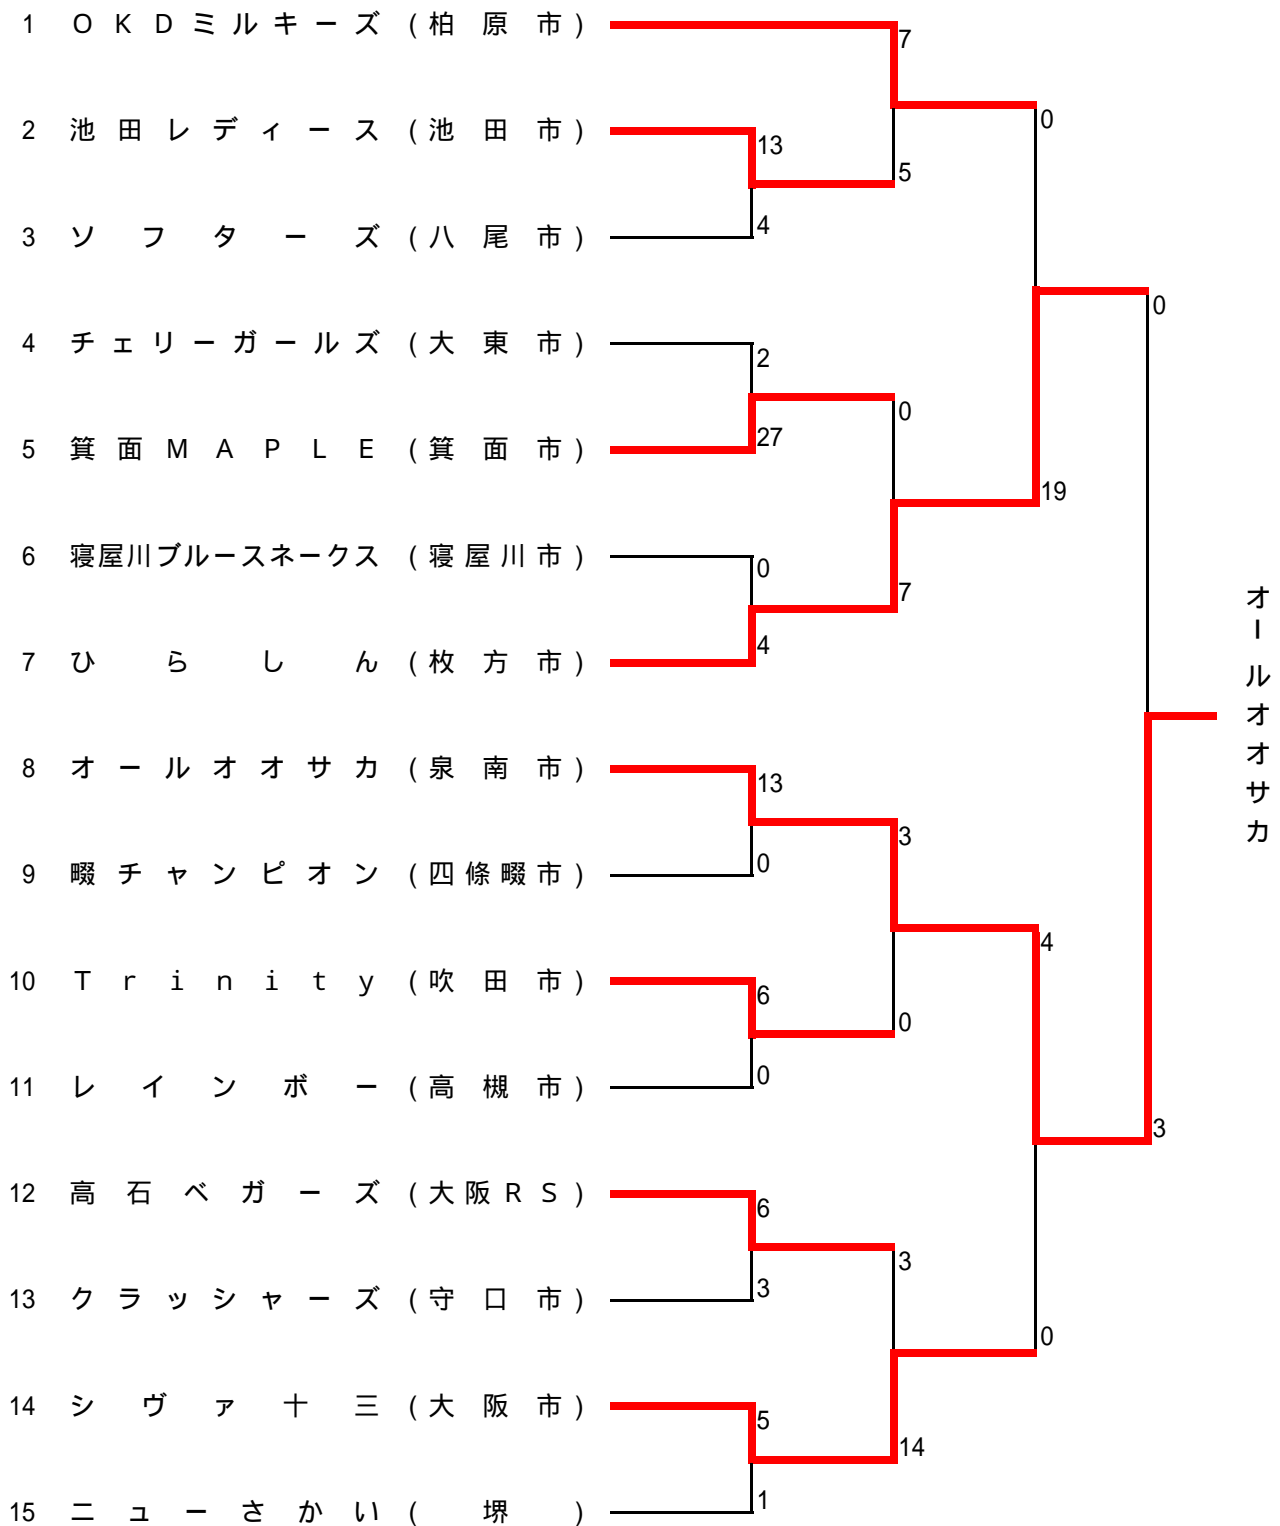 1 OKDミルキーズ (柏原市)
7
0
2 池田レディース (池田市)
13
5
4
3 ソフターズ (八尾市)
0
4 チェリーガールズ (大東市)
2
0
27
5 箕面MAPLE (箕面市)
19
6 寝屋川ブルースネークス (寝屋川市)
0
7
4
7 ひらしん (枚方市)
オールオオサカ
8 オールオオサカ (泉南市)
13
3
0
9 畷チャンピオン (四條畷市)
4
10 Trinity (吹田市)
6
0
0
11 レインボー (高槻市)
3
12 高石ベガーズ (大阪RS)
6
3
3
13 クラッシャーズ (守口市)
0
14 シヴァ十三 (大阪市)
5
14
1
15 ニューさかい (堺)